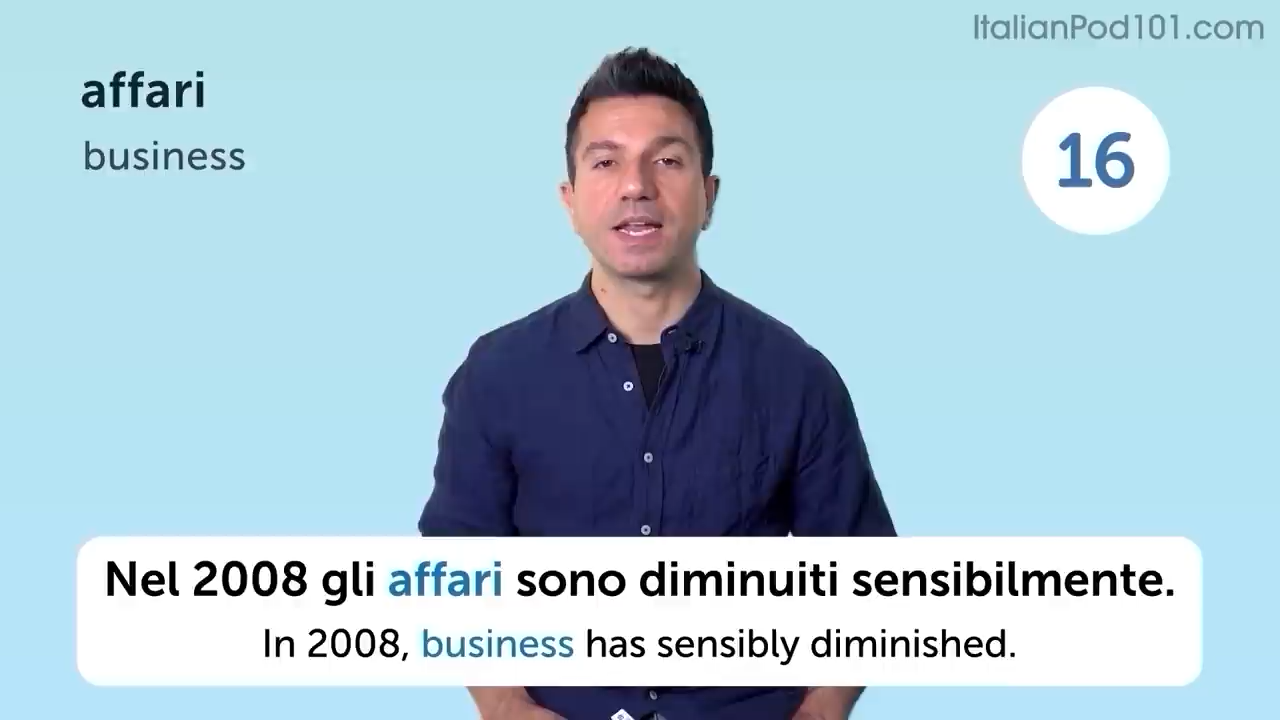 ItalianPod101.com
affari
business
16
Nel 2008 gli affari sono diminuiti sensibilmente.
In 2008, business has sensibly diminished.